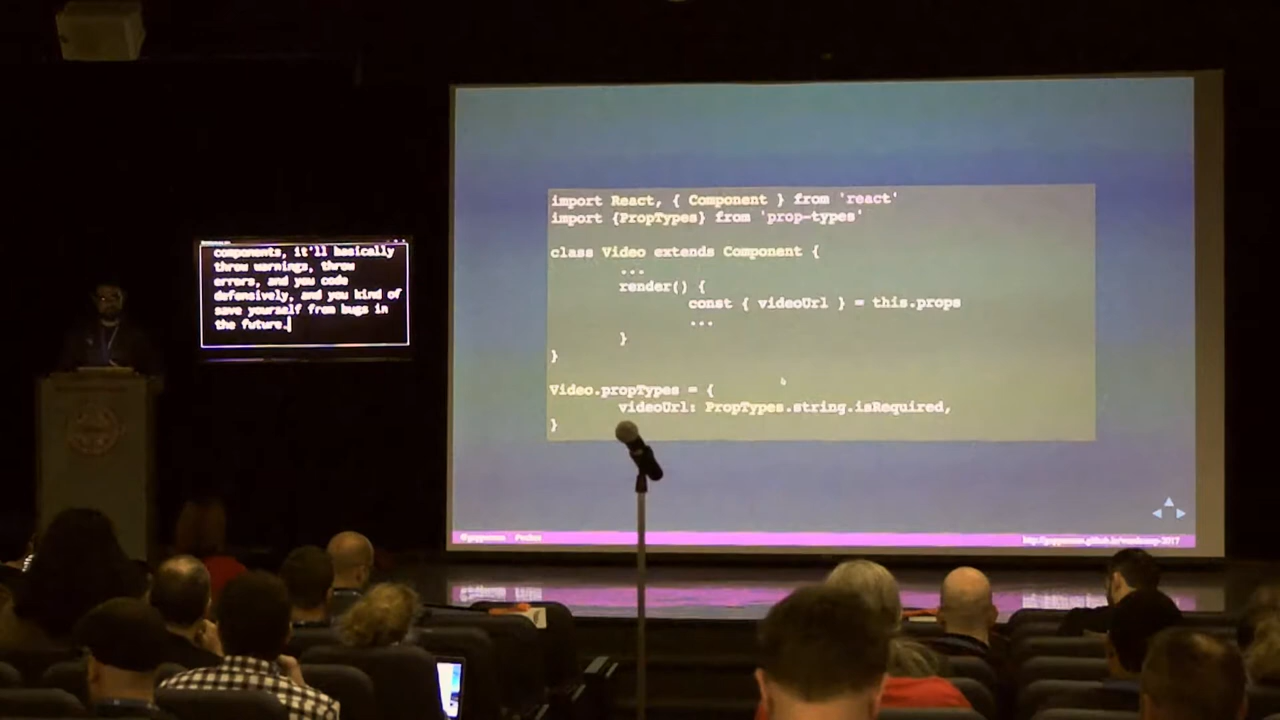 components, it'll basically
throw warnings, throw
errors, and you code
defensively, and you kind of
save yourself from bugs in
the future.
import React, { Component } from 'react'
import {PropTypes} from 'prop-types'
class Video extends Component {
...
render() {
const { videoUrl } = this.props
...
}
}
Video.propTypes = {
videoUrl: PropTypes.string.isRequired,
}